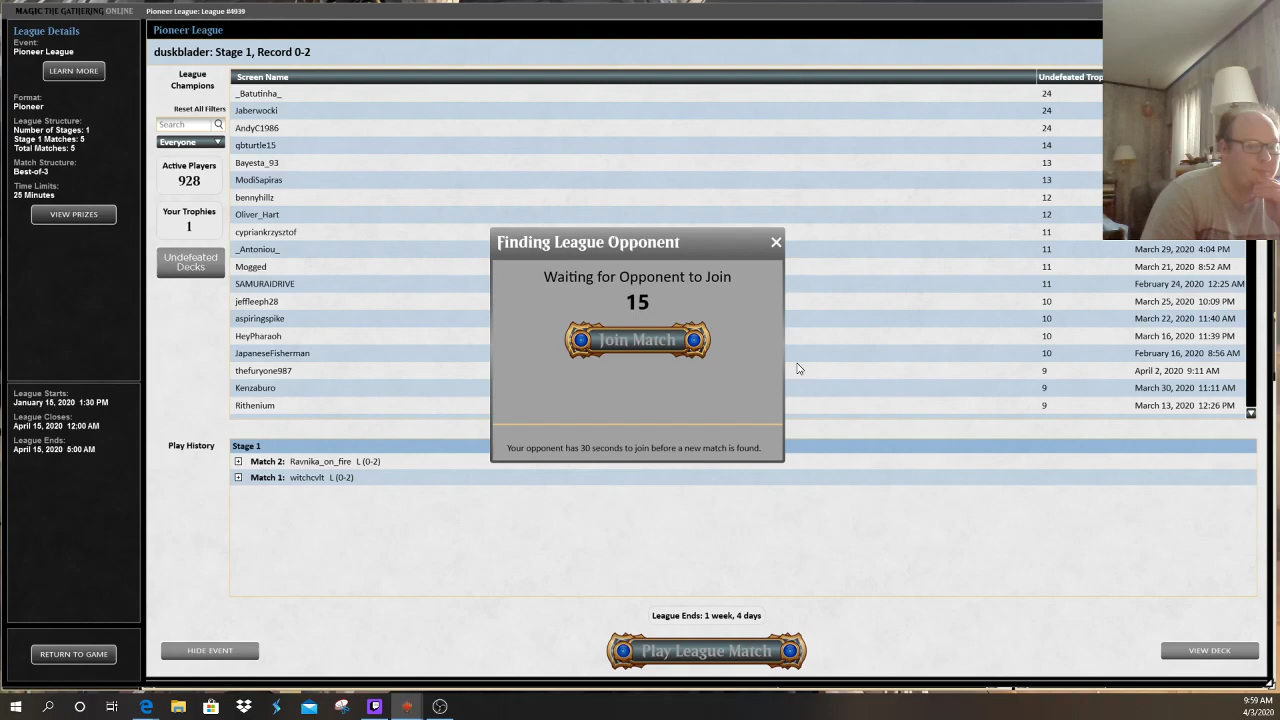 MAGIC THE GATHERING ONLINE
Pioneer League: League #4939
League Details
Event:
Pioneer League
LEARN MORE
Format:
Pioneer
League Structure:
Number of Stages: 1
Stage 1 Matches: 5
Total Matches: 5
Match Structure:
Best-of-3
Time Limits:
25 Minutes
VIEW PRIZES
League Starts:
January 15, 2020 1:30 PM
League Closes:
April 15, 2020 12:00 AM
League Ends:
April 15, 2020 5:00 AM
RETURN TO GAME
Pioneer League
duskblader: Stage 1, Record 0-2
League
Champions
Reset All Filters
Search
Everyone
Active Players
928
Your Trophies
1
Undefeated
Decks
Screen Name Undefeated Trop
_Batutinha_ 24
Jaberwocki 24
AndyC1986 24
qbturtle15 14
Bayesta_93 13
ModiSapiras 13
bennyhillz 12
Oliver_Hart 12
cypriankrzysztof 11
_Antoniou_ 11 March 29, 2020 4:04 PM
Mogged 11 March 21, 2020 8:52 AM
SAMURAIDRIVE 11 February 24, 2020 12:25 AM
jeffleeph28 10 March 25, 2020 10:09 PM
aspiringspike 10 March 22, 2020 11:40 AM
HeyPharaoh 10 March 16, 2020 11:39 PM
JapaneseFisherman 10 February 16, 2020 8:56 AM
thefuryone987 9 April 2, 2020 9:11 AM
Kenzaburo 9 March 30, 2020 11:11 AM
Rithenium 9 March 13, 2020 12:26 PM
Finding League Opponent
Waiting for Opponent to Join
15
Join Match
Your opponent has 30 seconds to join before a new match is found.
Play History
Stage 1
Match 2: Ravnika_on_fire L (0-2)
Match 1: witchcvlt L (0-2)
League Ends: 1 week, 4 days
HIDE EVENT
Play League Match
VIEW DECK
9:59 AM
4/3/2020